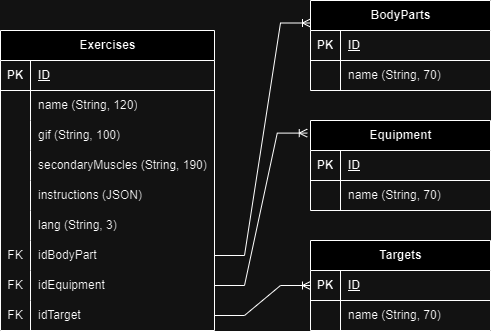 Exercises
PK ID
name (String, 120)
gif (String, 100)
secondaryMuscles (String, 190)
instructions (JSON)
lang (String, 3)
FK idBodyPart
FK idEquipment
FK idTarget
BodyParts
PK ID
name (String, 70)
Equipment
PK ID
name (String, 70)
Targets
PK ID
name (String, 70)